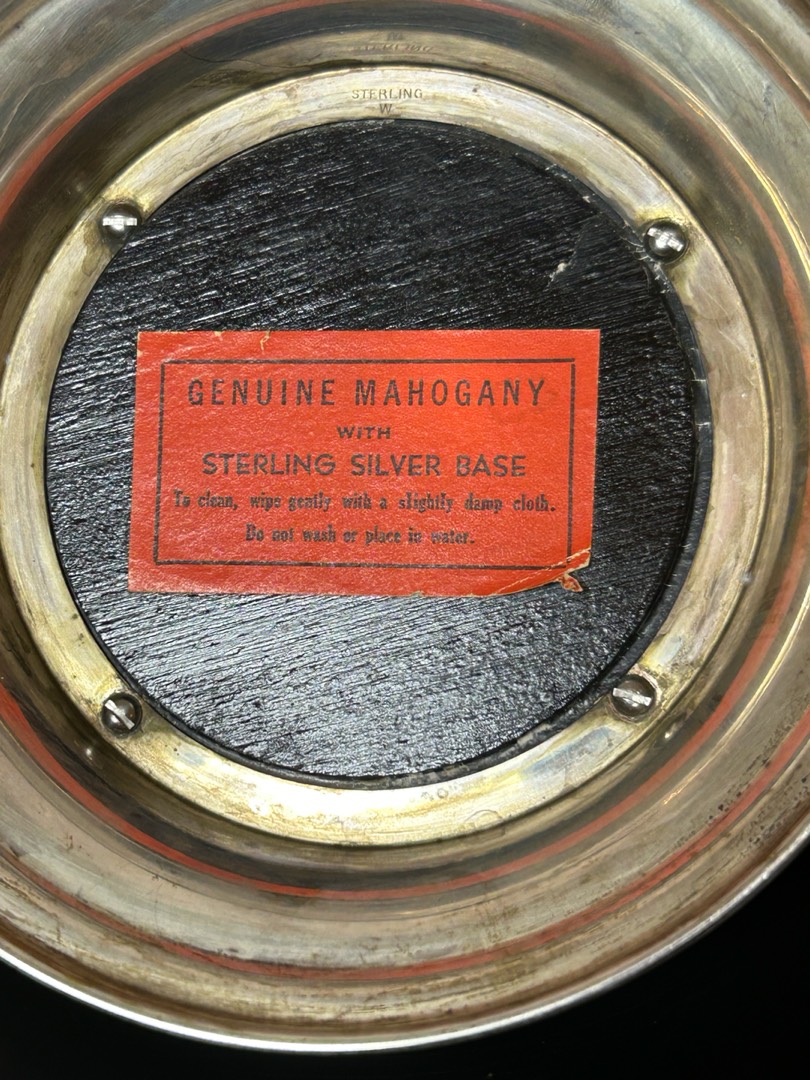 STERLING
W
GENUINE MAHOGANY
WITH
STERLING SILVER BASE
To clean, wipe gently with a slightly damp cloth.
Do not wash or place in water.